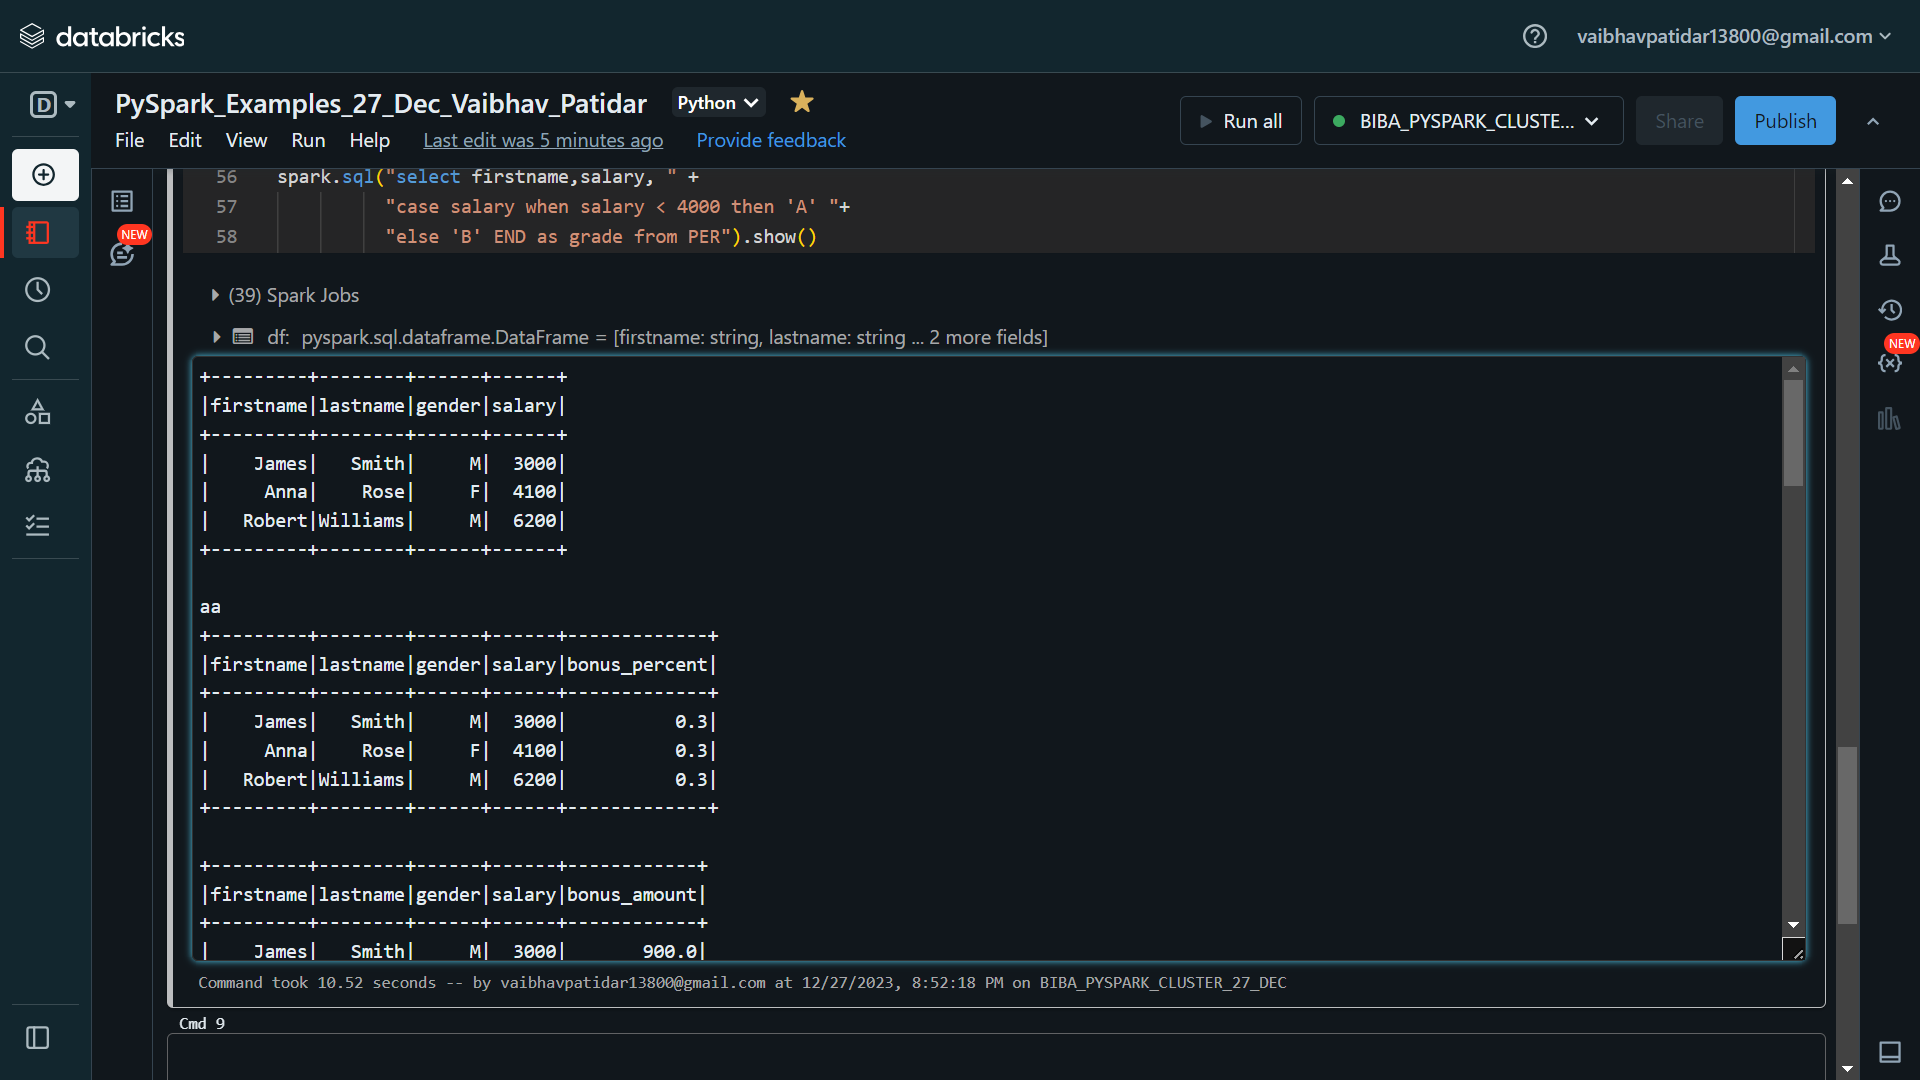 databricks
vaibhavpatidar13800@gmail.com
D
PySpark_Examples_27_Dec_Vaibhav_Patidar Python
File Edit View Run Help Last edit was 5 minutes ago Provide feedback
Run all BIBA_PYSPARK_CLUSTE... Share Publish
NEW
NEW
56 spark.sql("select firstname,salary, " +
57 "case salary when salary < 4000 then 'A' "+
58 "else 'B' END as grade from PER").show()
(39) Spark Jobs
df: pyspark.sql.dataframe.DataFrame = [firstname: string, lastname: string ... 2 more fields]
+---------+--------+------+------+
|firstname|lastname|gender|salary|
+---------+--------+------+------+
|    James|   Smith|     M|  3000|
|     Anna|    Rose|     F|  4100|
|   Robert|Williams|     M|  6200|
+---------+--------+------+------+
aa
+---------+--------+------+------+-------------+
|firstname|lastname|gender|salary|bonus_percent|
+---------+--------+------+------+-------------+
|    James|   Smith|     M|  3000|          0.3|
|     Anna|    Rose|     F|  4100|          0.3|
|   Robert|Williams|     M|  6200|          0.3|
+---------+--------+------+------+-------------+
+---------+--------+------+------+------------+
|firstname|lastname|gender|salary|bonus_amount|
+---------+--------+------+------+------------+
|    James|   Smith|     M|  3000|       900.0|
Command took 10.52 seconds -- by vaibhavpatidar13800@gmail.com at 12/27/2023, 8:52:18 PM on BIBA_PYSPARK_CLUSTER_27_DEC
Cmd 9